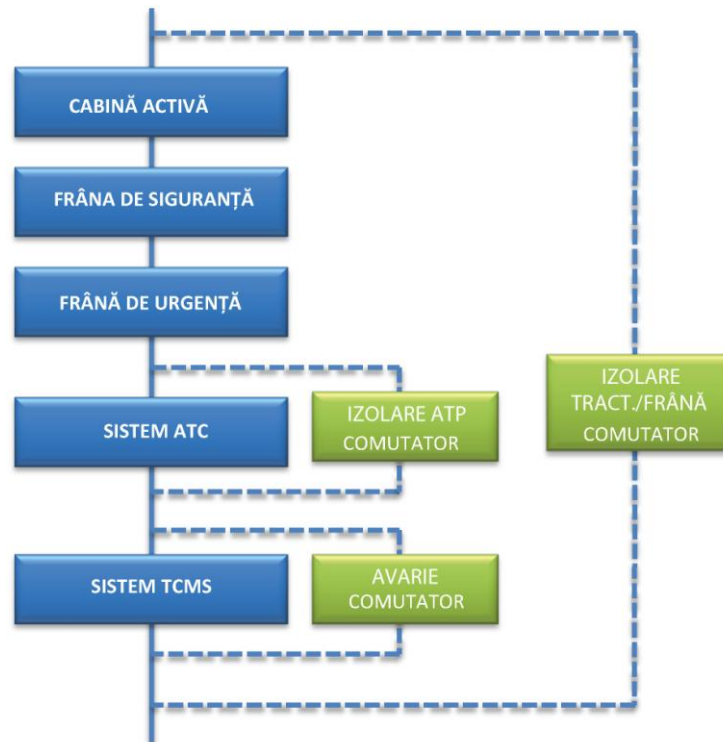 CABINĂ ACTIVĂ
FRÂNA DE SIGURANȚĂ
FRÂNĂ DE URGENȚĂ
SISTEM ATC
IZOLARE ATP
COMUTATOR
IZOLARE
TRACT./FRÂNĂ
COMUTATOR
SISTEM TCMS
AVARIE
COMUTATOR